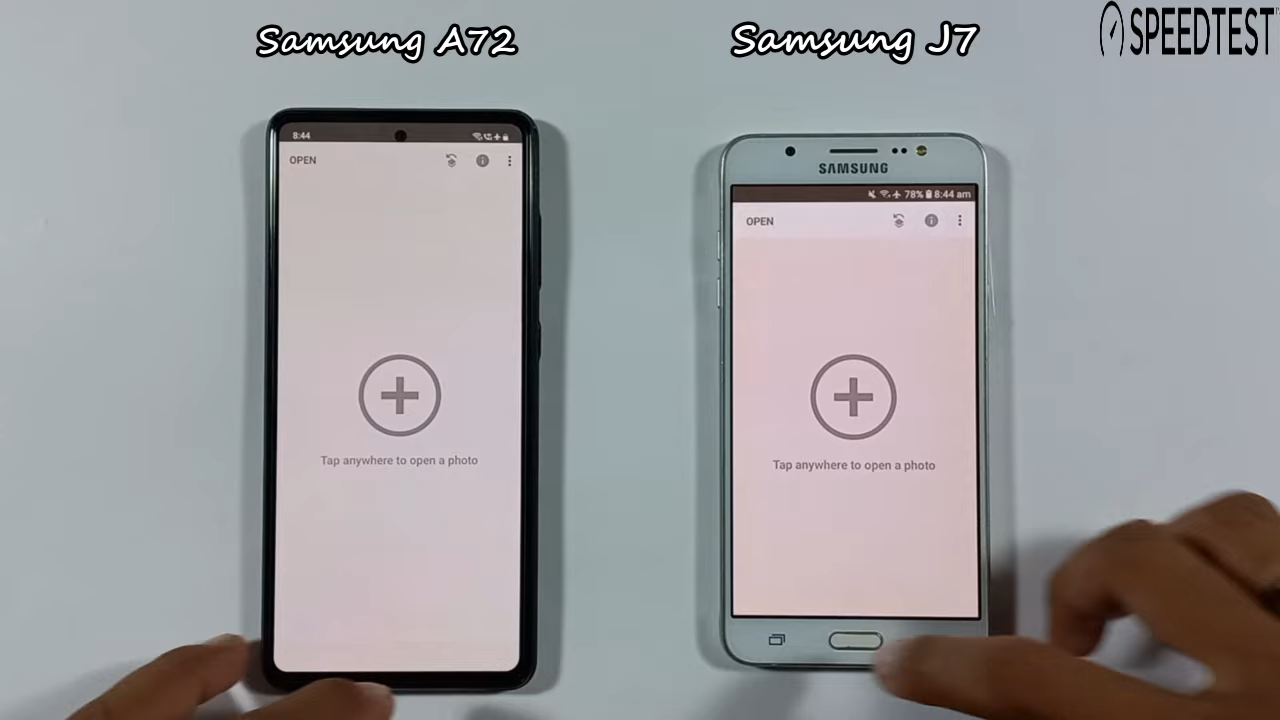 Samsung A72
Samsung J7
SPEEDTEST
8:44
OPEN
Tap anywhere to open a photo
SAMSUNG
78% 8:44 am
OPEN
Tap anywhere to open a photo